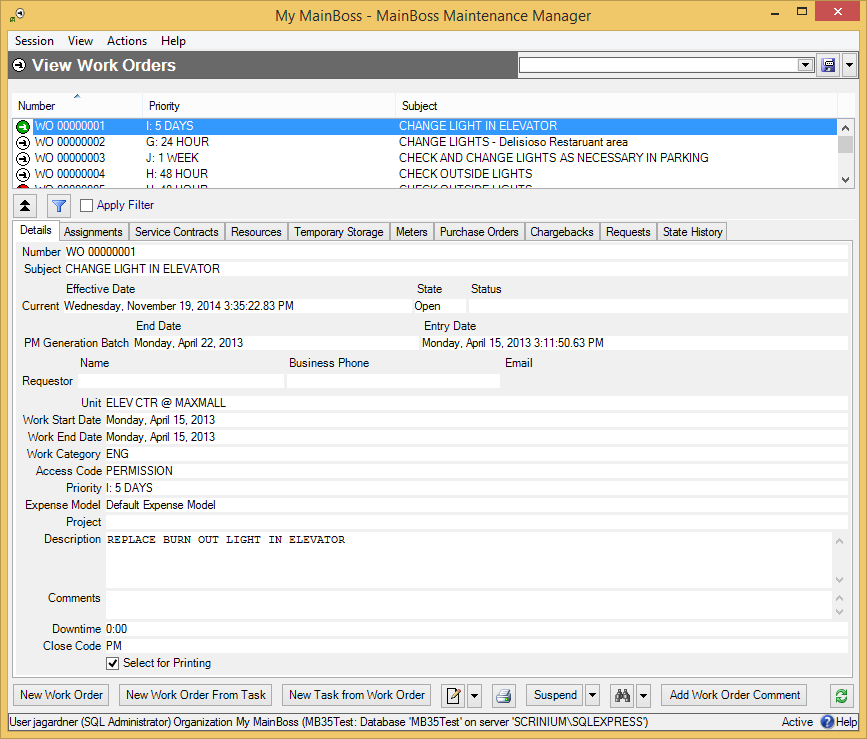 My MainBoss - MainBoss Maintenance Manager
Session View Actions Help
View Work Orders
Number Priority Subject
WO 00000001 I: 5 DAYS CHANGE LIGHT IN ELEVATOR
WO 00000002 G: 24 HOUR CHANGE LIGHTS - Delisioso Restaruant area
WO 00000003 J: 1 WEEK CHECK AND CHANGE LIGHTS AS NECESSARY IN PARKING
WO 00000004 H: 48 HOUR CHECK OUTSIDE LIGHTS
WO 00000005 H: 48 HOUR CHECK OUTSIDE LIGHTS
Apply Filter
Details Assignments Service Contracts Resources Temporary Storage Meters Purchase Orders Chargebacks Requests State History
Number WO 00000001
Subject CHANGE LIGHT IN ELEVATOR
Effective Date State Status
Current Wednesday, November 19, 2014 3:35:22.83 PM Open
End Date Entry Date
PM Generation Batch Monday, April 22, 2013 Monday, April 15, 2013 3:11:50.63 PM
Name Business Phone Email
Requestor
Unit ELEV CTR @ MAXMALL
Work Start Date Monday, April 15, 2013
Work End Date Monday, April 15, 2013
Work Category ENG
Access Code PERMISSION
Priority I: 5 DAYS
Expense Model Default Expense Model
Project
Description REPLACE BURN OUT LIGHT IN ELEVATOR
Comments
Downtime 0:00
Close Code PM
Select for Printing
New Work Order New Work Order From Task New Task from Work Order Suspend Add Work Order Comment
User jagardner (SQL Administrator) Organization My MainBoss (MB35Test: Database 'MB35Test' on server 'SCRINIUM\SQLEXPRESS') Active Help